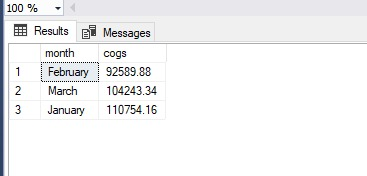 100 %
Results Messages
month cogs
1 February 92589.88
2 March 104243.34
3 January 110754.16